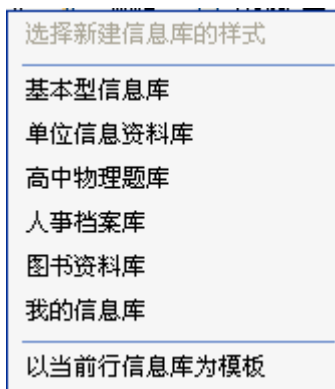 选择新建信息库的样式
基本型信息库
单位信息资料库
高中物理题库
人事档案库
图书资料库
我的信息库
以当前行信息库为模板